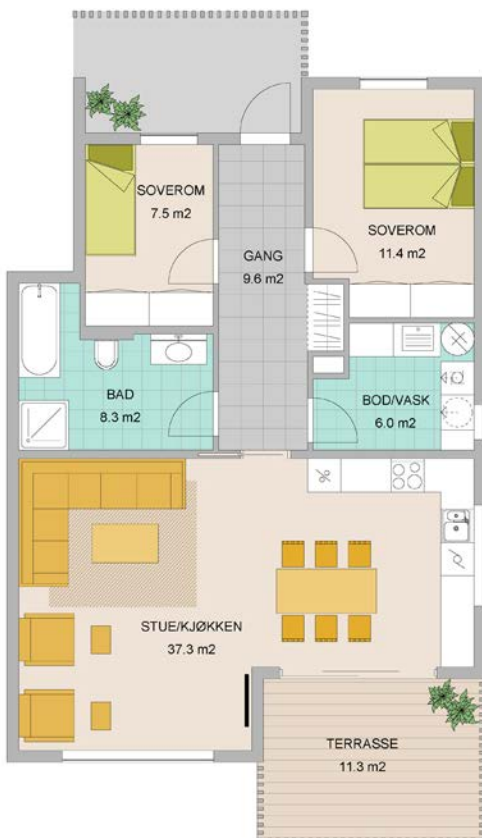 SOVEROM
7.5 m2
SOVEROM
11.4 m2
GANG
9.6 m2
BAD
8.3 m2
BOD/VASK
6.0 m2
STUE/KJØKKEN
37.3 m2
TERRASSE
11.3 m2